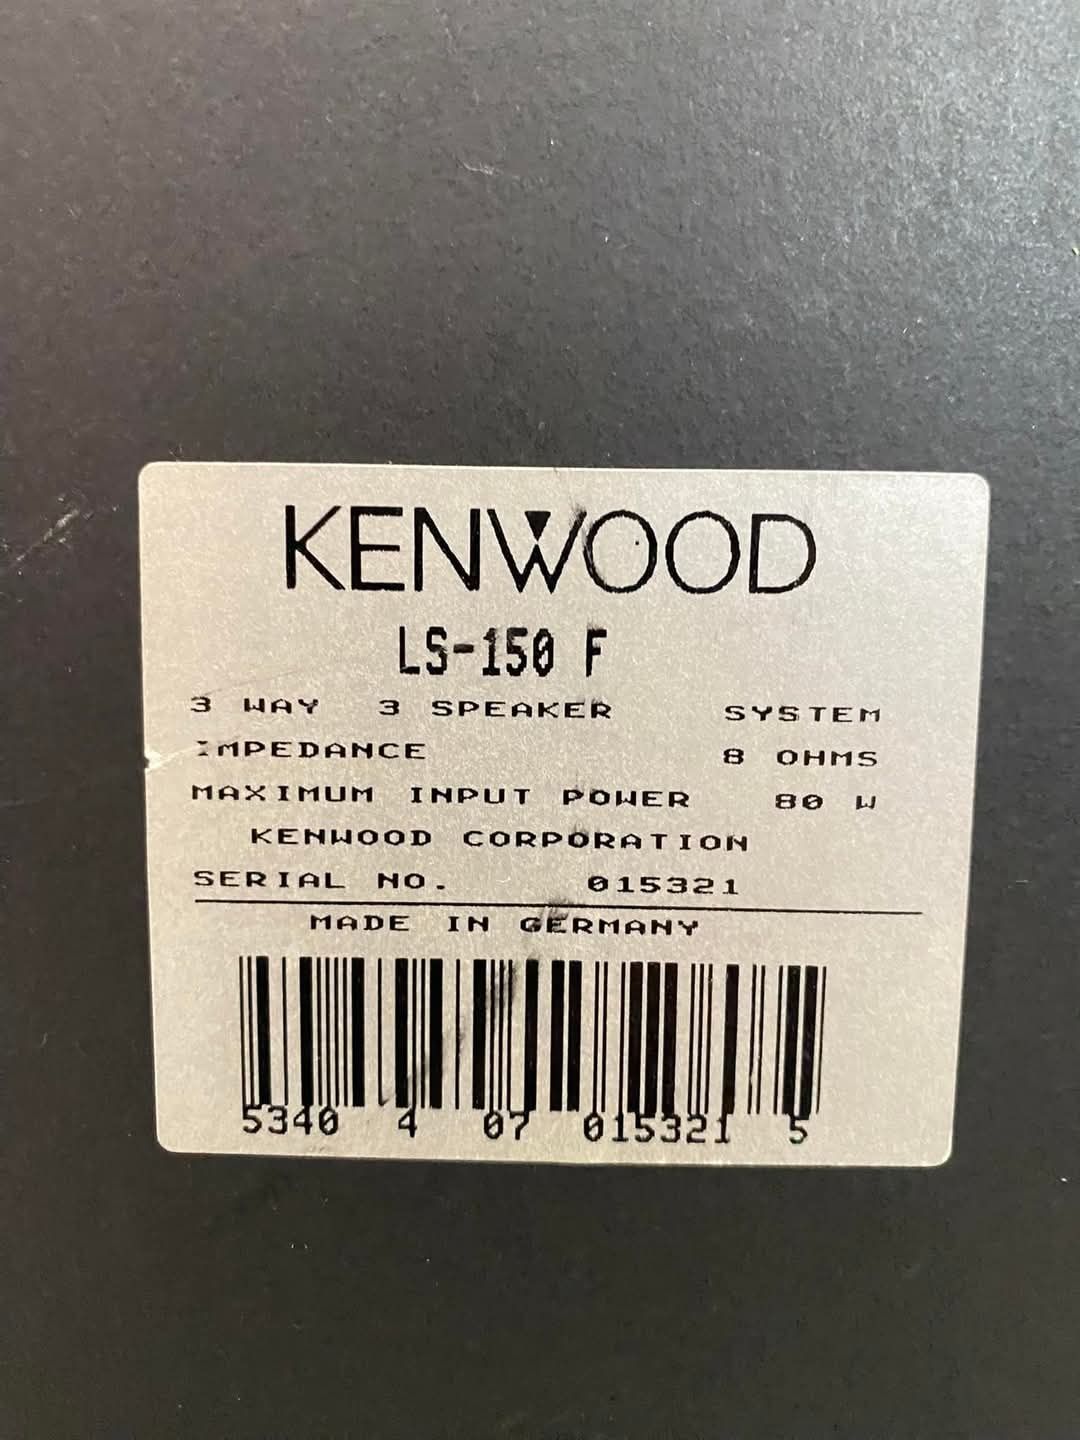 KENWOOD
LS-150 F
3 WAY 3 SPEAKER SYSTEM
IMPEDANCE 8 OHMS
MAXIMUM INPUT POWER 80 W
KENWOOD CORPORATION
SERIAL NO. 015321
MADE IN GERMANY
5340 4 07 015321 5